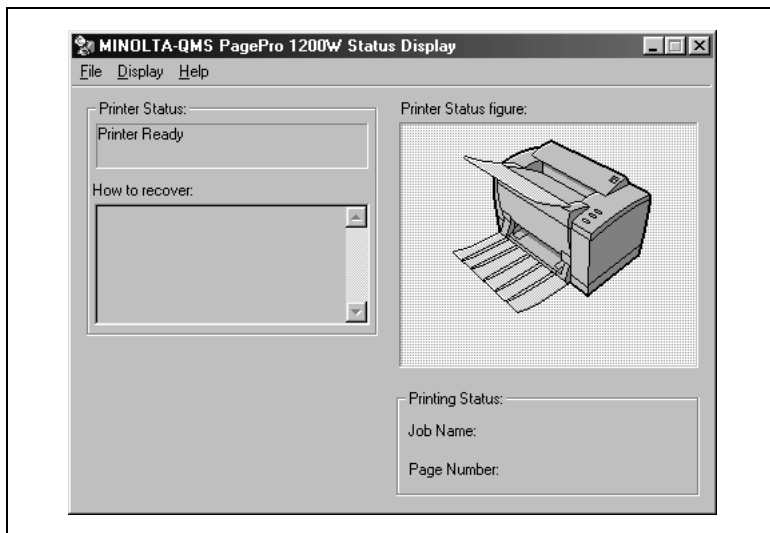 MINOLTA-QMS PagePro 1200W Status Display
File Display Help
Printer Status:
Printer Ready
How to recover:
Printer Status figure:
Printing Status:
Job Name:
Page Number: